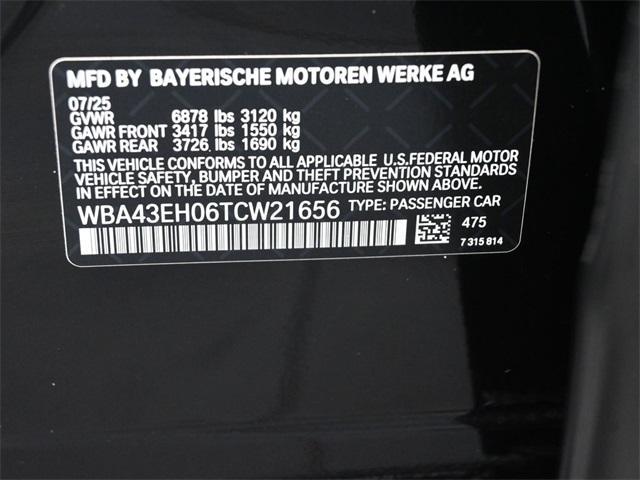 MFD BY BAYERISCHE MOTOREN WERKE AG
07/25
GVWR 6878 lbs 3120 kg
GAWR FRONT 3417 lbs 1550 kg
GAWR REAR 3726 lbs 1690 kg
THIS VEHICLE CONFORMS TO ALL APPLICABLE U.S.FEDERAL MOTOR
VEHICLE SAFETY, BUMPER AND THEFT PREVENTION STANDARDS
IN EFFECT ON THE DATE OF MANUFACTURE SHOWN ABOVE.
WBA43EH06TCW21656 TYPE: PASSENGER CAR
475
7 315 814